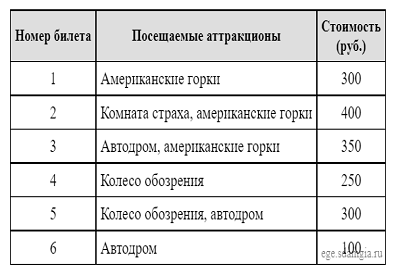 Номер билета Посещаемые аттракционы Стоимость (руб.)
1 Американские горки 300
2 Комната страха, американские горки 400
3 Автодром, американские горки 350
4 Колесо обозрения 250
5 Колесо обозрения, автодром 300
6 Автодром 100
ege.sdamgia.ru